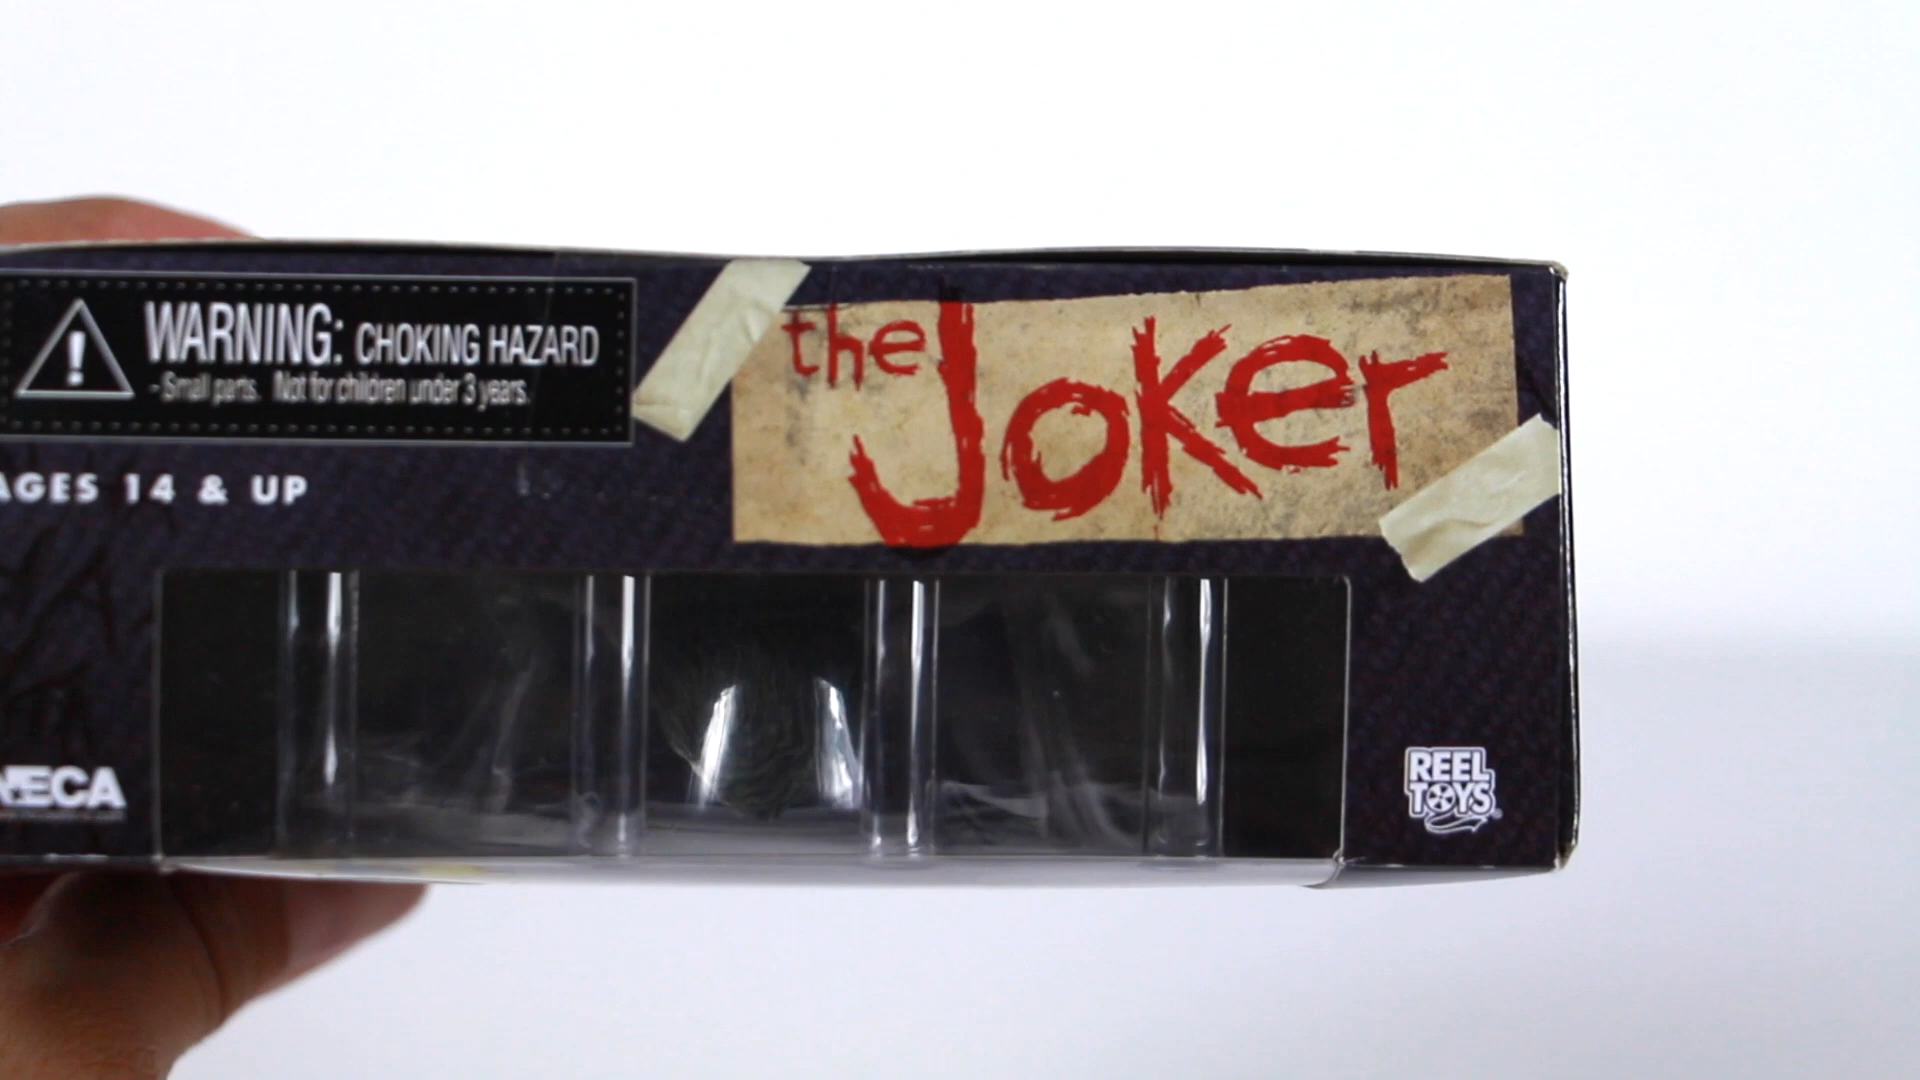 WARNING: CHOKING HAZARD
- Small parts. Not for children under 3 years.
the Joker
AGES 14 & UP
NECA
REEL
TOYS